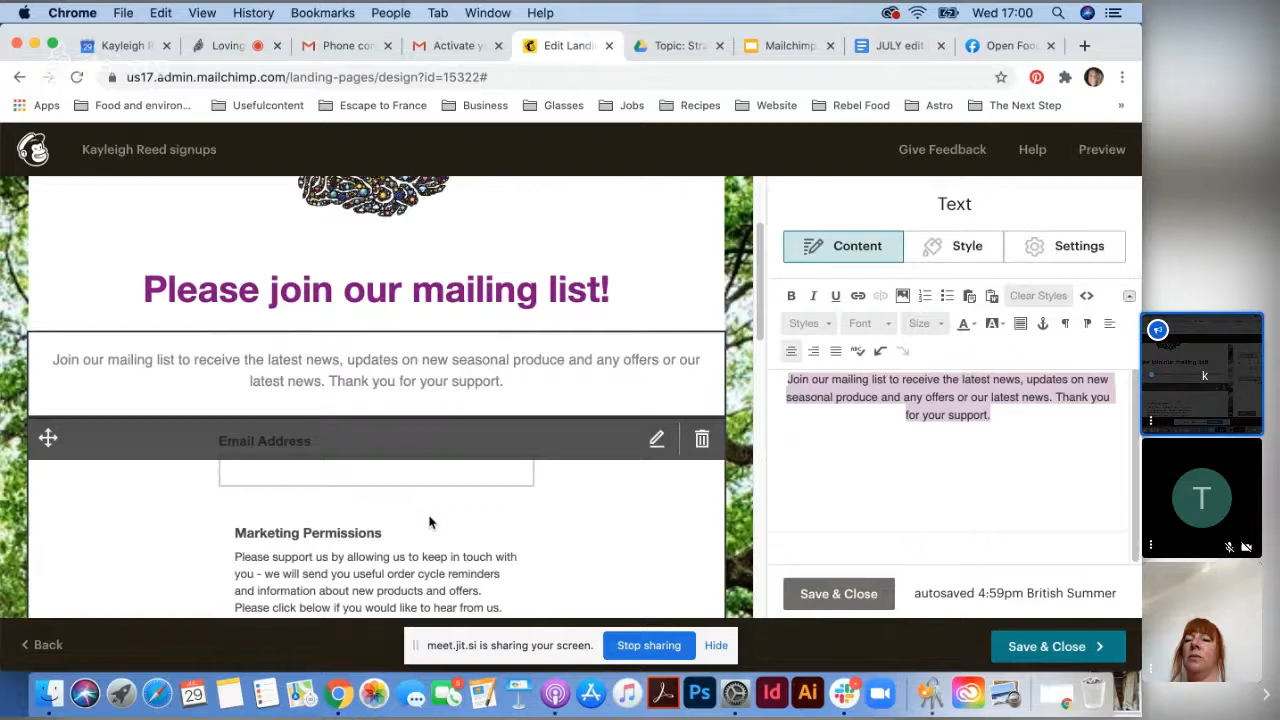 Chrome File Edit View History Bookmarks People Tab Window Help
Wed 17:00
Kayleigh R
Loving
Phone con
Activate y
Edit Landi
Topic: Stra
Mailchimp
JULY edit
Open Foo
us17.admin.mailchimp.com/landing-pages/design?id=15322#
Apps Food and environ... Usefulcontent Escape to France Business Glasses Jobs Recipes Website Rebel Food Astro The Next Step »
Kayleigh Reed signups
Give Feedback Help Preview
Please join our mailing list!
Join our mailing list to receive the latest news, updates on new seasonal produce and any offers or our
latest news. Thank you for your support.
Email Address
Marketing Permissions
Please support us by allowing us to keep in touch with
you - we will send you useful order cycle reminders
and information about new products and offers.
Please click below if you would like to hear from us.
Text
Content Style Settings
B I U Clear Styles
Styles Font Size A A
Join our mailing list to receive the latest news, updates on new
seasonal produce and any offers or our latest news. Thank you
for your support.
Save & Close
autosaved 4:59pm British Summer
Back
meet.jit.si is sharing your screen. Stop sharing Hide
Save & Close
k
T
29
Ps
Id
Ai